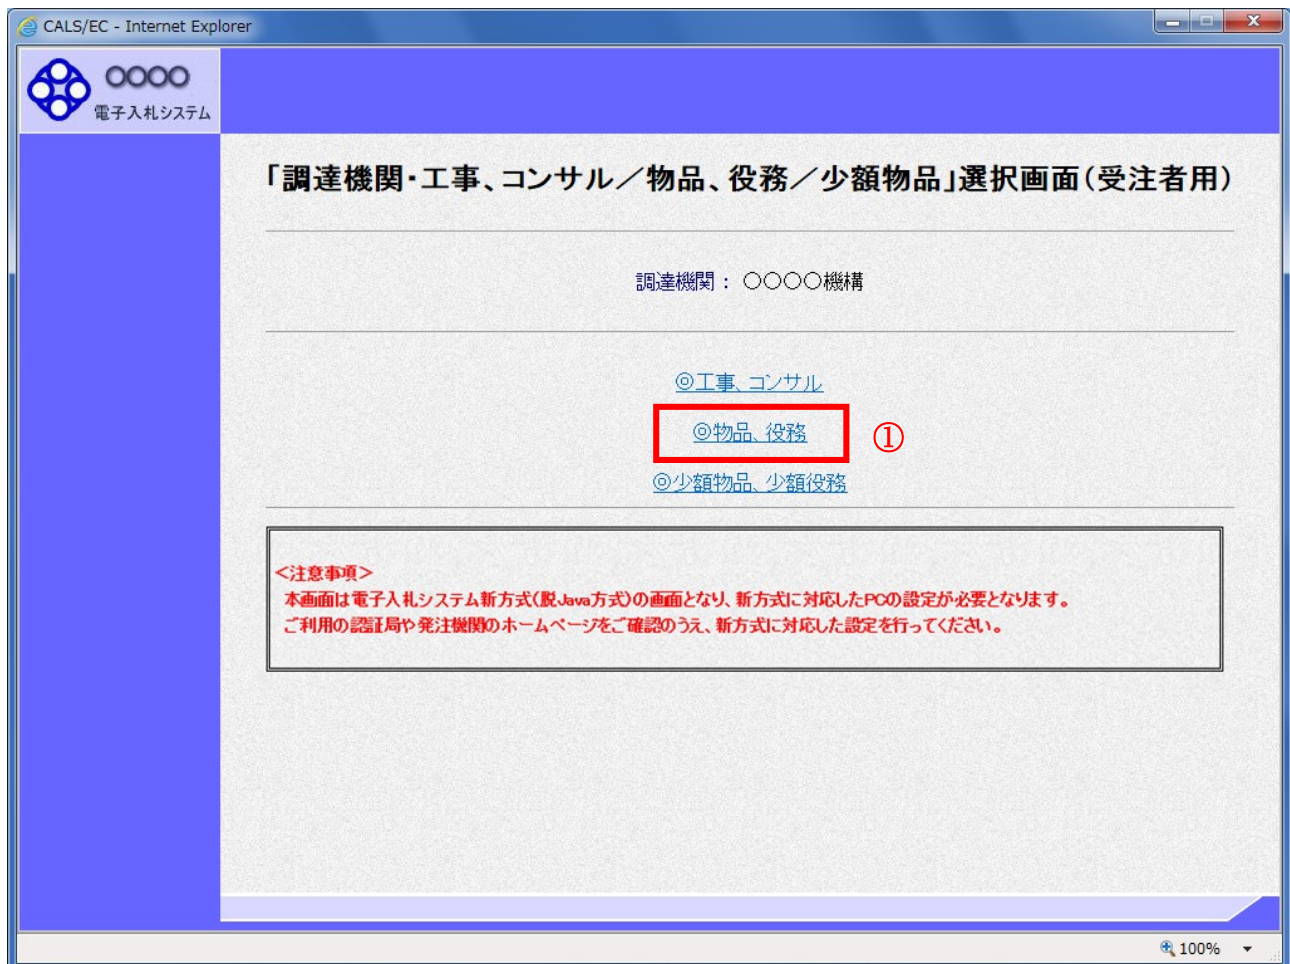 CALS/EC - Internet Explorer
〇〇〇〇
電子入札システム
「調達機関・工事、コンサル／物品、役務／少額物品」選択画面（受注者用）
調達機関： 〇〇〇〇機構
◎工事、コンサル
◎物品、役務
①
◎少額物品、少額役務
＜注意事項＞
本画面は電子入札システム新方式(脱Java方式)の画面となり、新方式に対応したPCの設定が必要となります。
ご利用の認証局や発注機関のホームページをご確認のうえ、新方式に対応した設定を行ってください。
100%